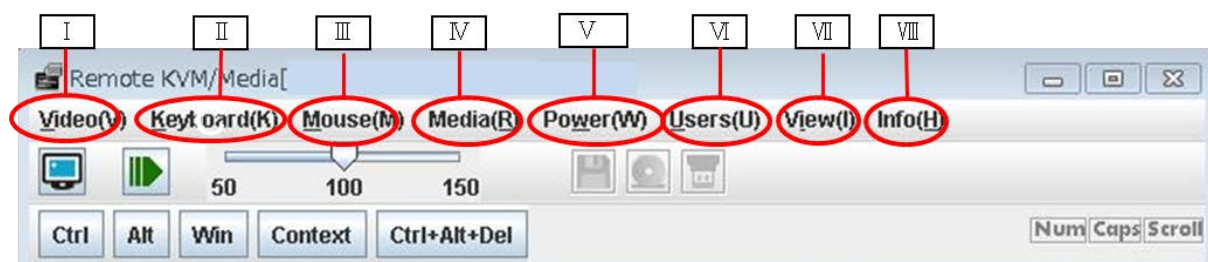 Ⅰ Ⅱ Ⅲ Ⅳ Ⅴ Ⅵ Ⅶ Ⅷ
Remote KVM/Media[
Video(V) Keyboard(K) Mouse(M) Media(R) Power(W) Users(U) View(I) Info(H)
50 100 150
Ctrl Alt Win Context Ctrl+Alt+Del Num Caps Scroll